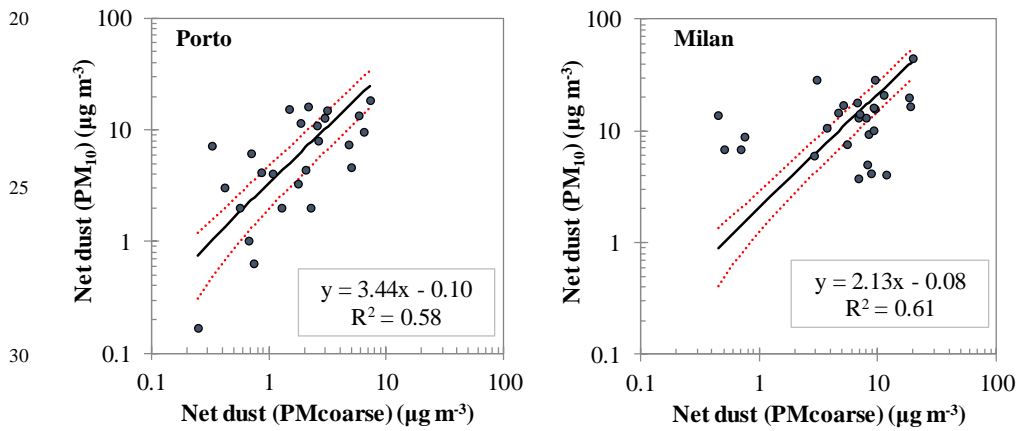 20
25
30
Porto
Net dust (PM10) (µg m-3)
100
10
1
0.1
y = 3.44x - 0.10
R2 = 0.58
0.1 1 10 100
Net dust (PMcoarse) (µg m-3)
Milan
Net dust (PM10) (µg m-3)
100
10
1
0.1
y = 2.13x - 0.08
R2 = 0.61
0.1 1 10 100
Net dust (PMcoarse) (µg m-3)